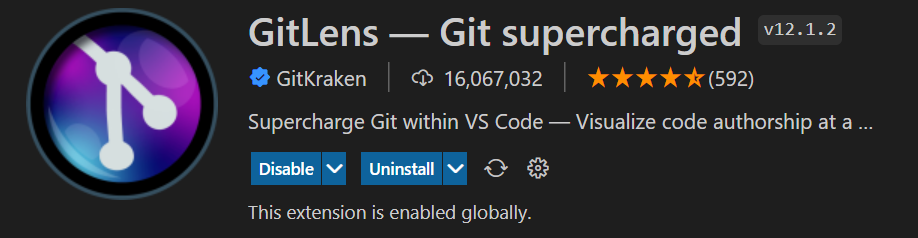 GitLens — Git supercharged v12.1.2
GitKraken 16,067,032 (592)
Supercharge Git within VS Code — Visualize code authorship at a ...
Disable Uninstall
This extension is enabled globally.